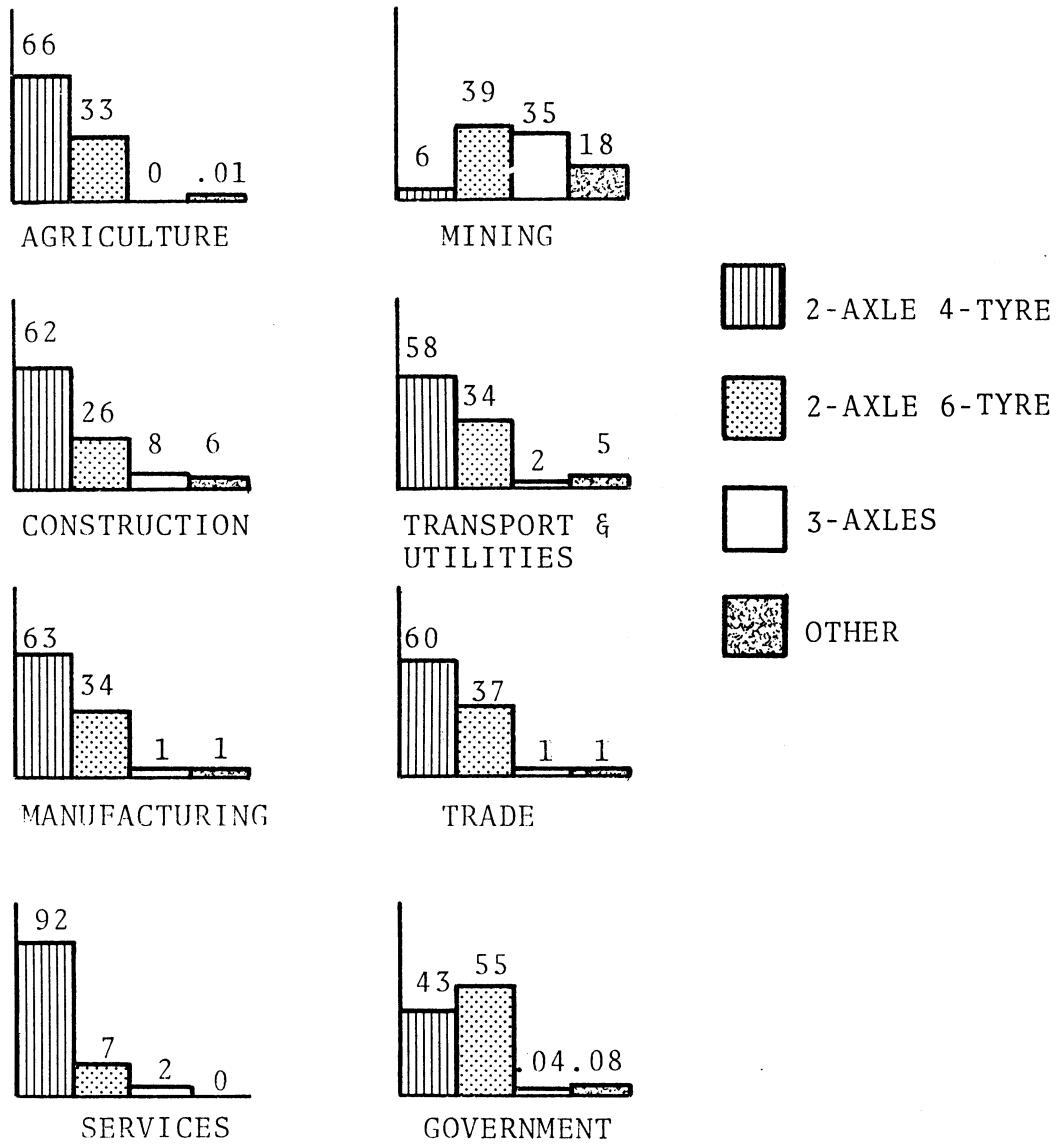 66
33
0 .01
AGRICULTURE
6
39
35
18
MINING
62
26
8
6
CONSTRUCTION
58
34
2
5
TRANSPORT &
UTILITIES
63
34
1
1
MANUFACTURING
60
37
1
1
TRADE
92
7
2
0
SERVICES
43
55
.04 .08
GOVERNMENT
2-AXLE 4-TYRE
2-AXLE 6-TYRE
3-AXLES
OTHER